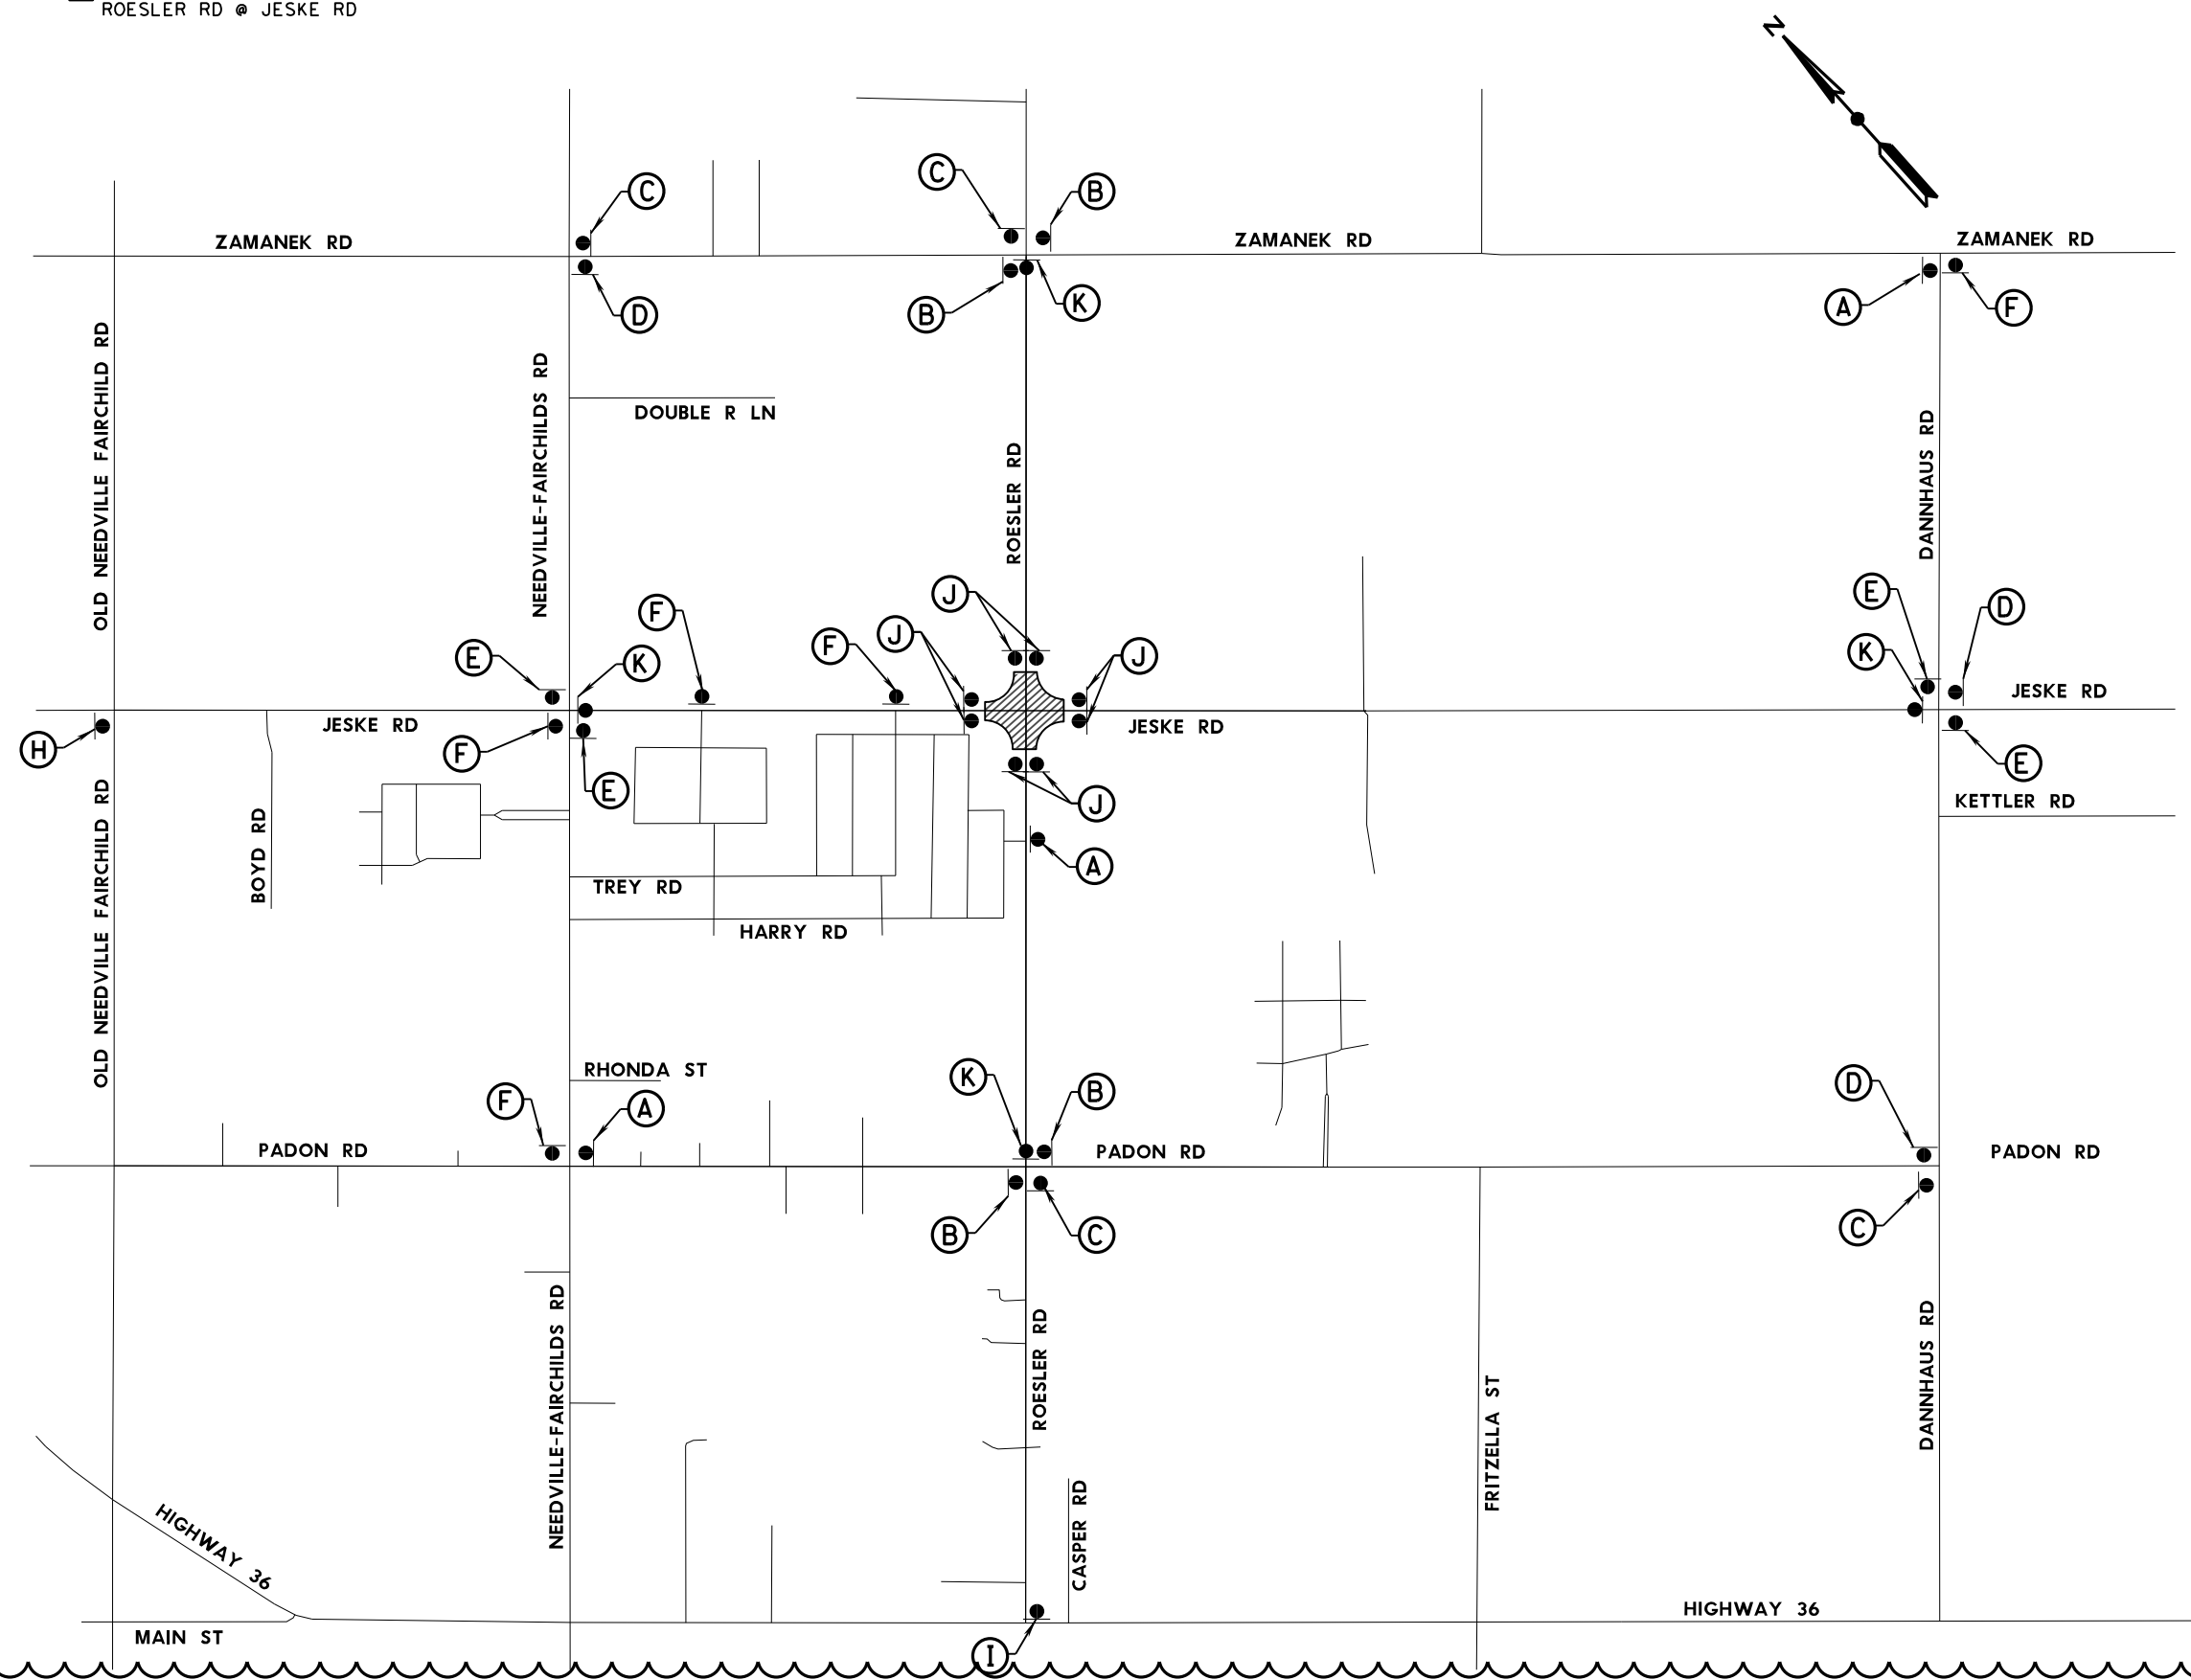 ROESLER RD @ JESKE RD
N
C
C
B
ZAMANEK RD
ZAMANEK RD
ZAMANEK RD
D
B
K
A
F
OLD NEEDVILLE FAIRCHILD RD
NEEDVILLE-FAIRCHILDS RD
DOUBLE R LN
ROESLER RD
DANNHAUS RD
E
K
F
F
J
J
J
E
D
K
JESKE RD
H
JESKE RD
F
E
JESKE RD
J
E
KETTLER RD
OLD NEEDVILLE FAIRCHILD RD
BOYD RD
A
TREY RD
HARRY RD
RHONDA ST
F
A
K
B
D
PADON RD
PADON RD
PADON RD
B
C
C
NEEDVILLE-FAIRCHILDS RD
ROESLER RD
FRITZELLA ST
DANNHAUS RD
CASPER RD
HIGHWAY 36
HIGHWAY 36
MAIN ST
I